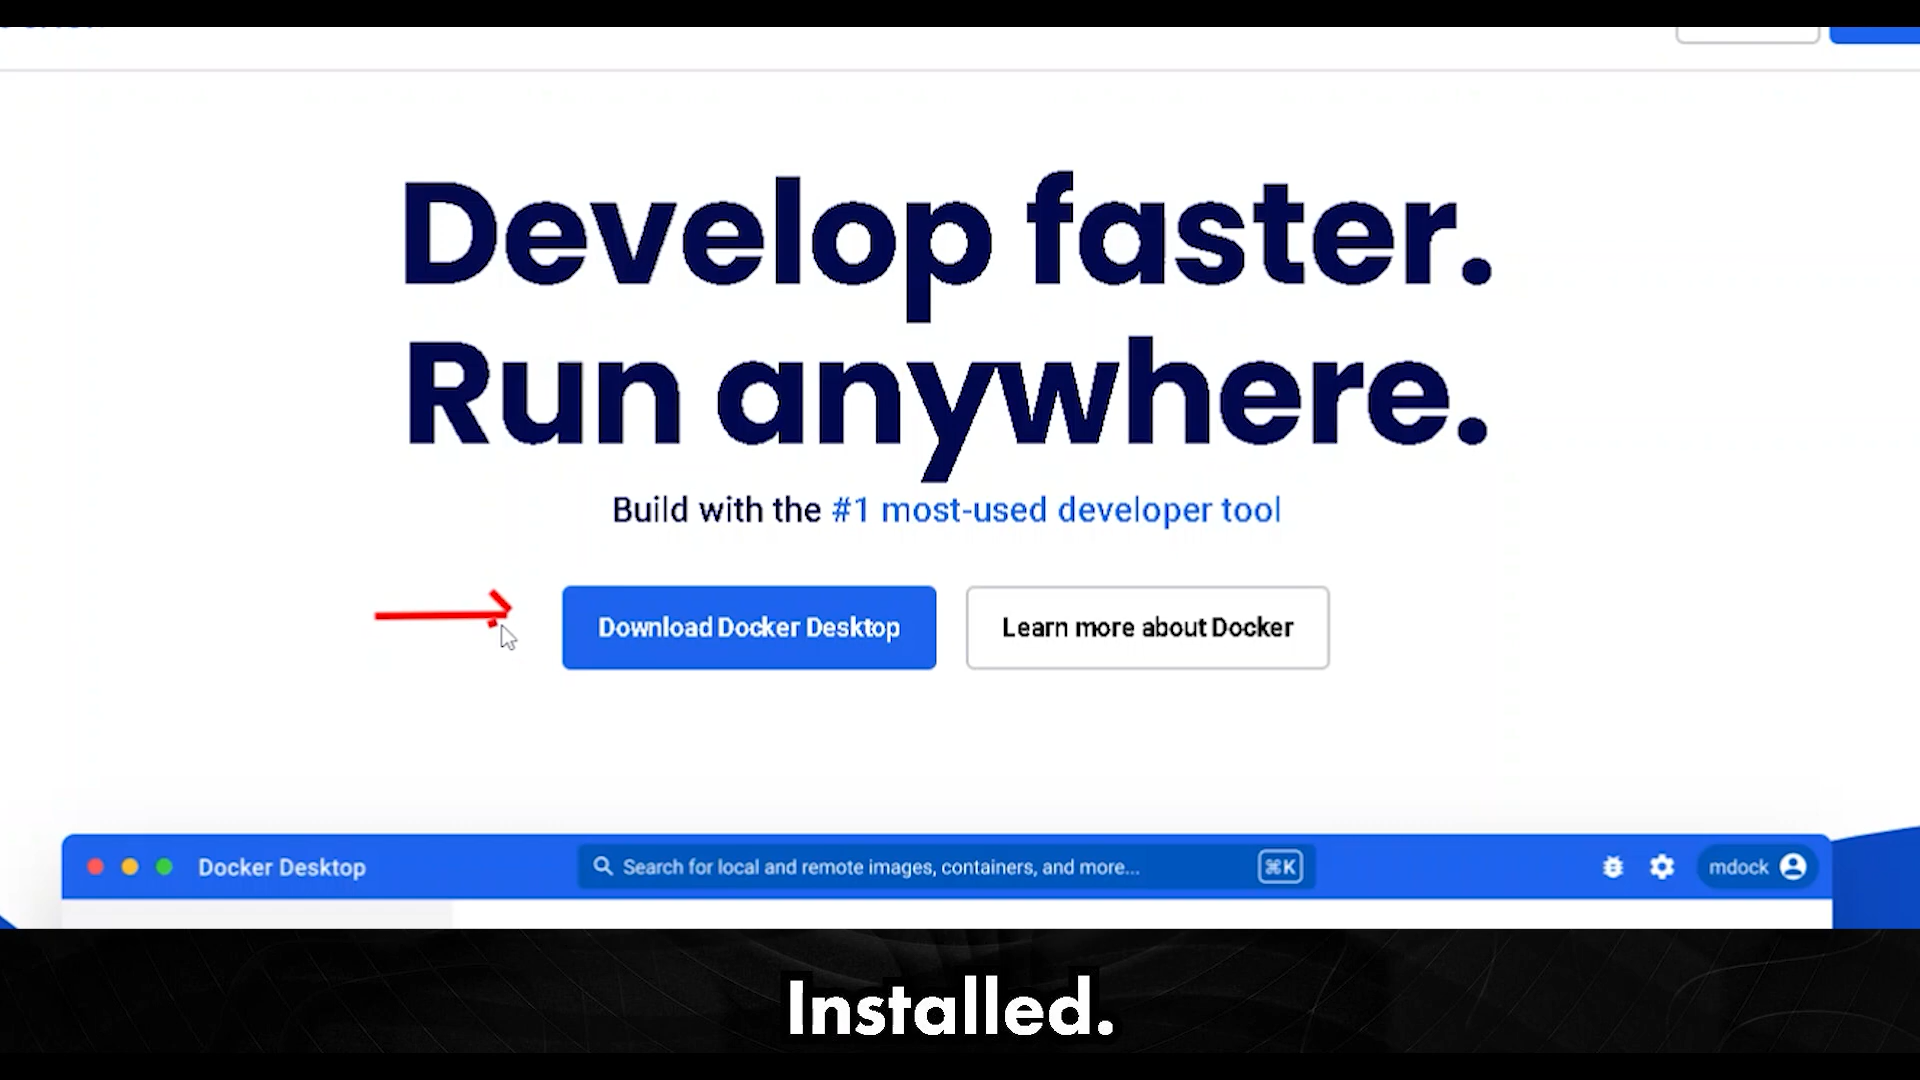 Develop faster.
Run anywhere.
Build with the #1 most-used developer tool
Download Docker Desktop
Learn more about Docker
Docker Desktop
Search for local and remote images, containers, and more...
⌘K
mdock
Installed.